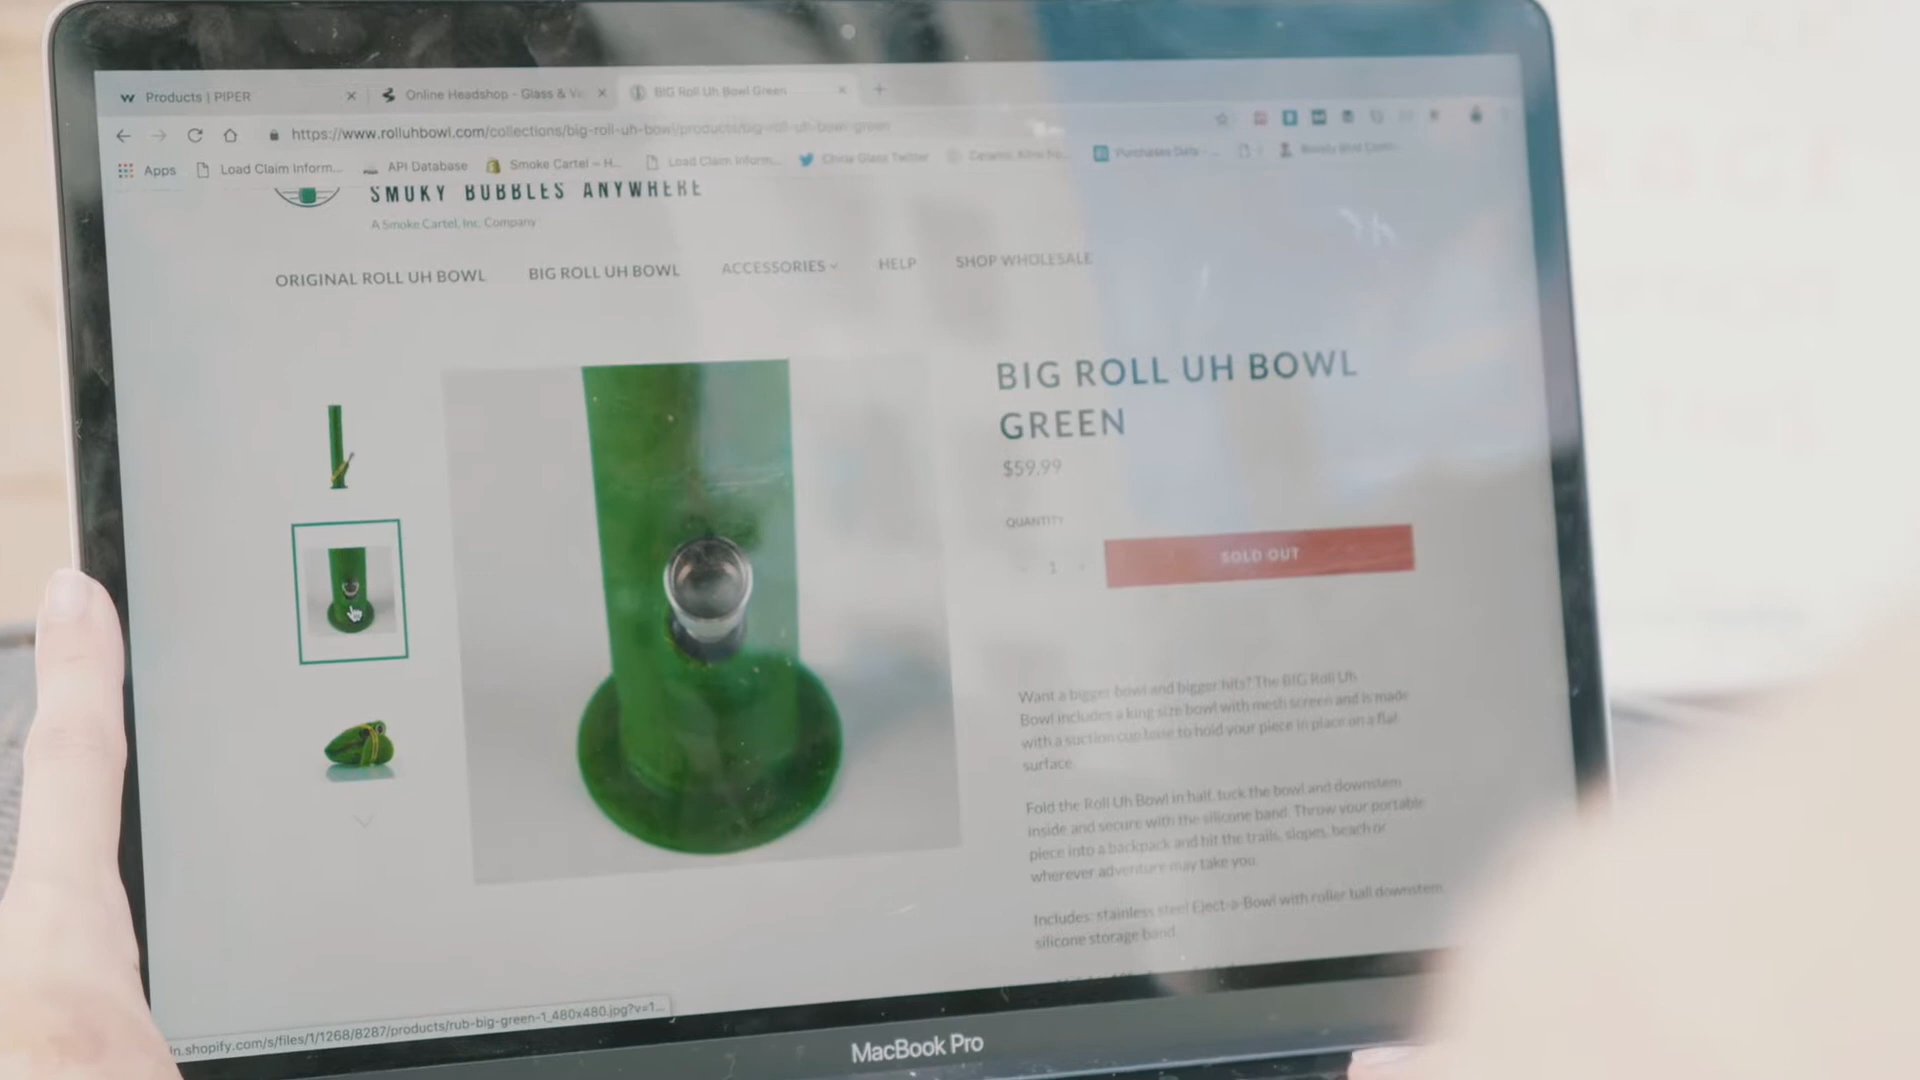 Products | PIPER
Online Headshop - Glass & V
BIG Roll Uh Bowl Green
https://www.rolluhbowl.com/collections/big-roll-uh-bowl/products/big-roll-uh-bowl-green
Apps
Load Claim Inform...
API Database
Smoke Cartel – H...
Load Claim Inform...
China Glass Twitter
Purchases Data - ...
SMOKY BUBBLES ANYWHERE
A Smoke Cartel, Inc. Company
ORIGINAL ROLL UH BOWL
BIG ROLL UH BOWL
ACCESSORIES
HELP
SHOP WHOLESALE
BIG ROLL UH BOWL
GREEN
$59.99
QUANTITY
1
SOLD OUT
Want a bigger bowl and bigger hits? The BIG Roll Uh
Bowl includes a king size bowl with mesh screen and is made
with a suction cup base to hold your piece in place on a flat
surface.
Fold the Roll Uh Bowl in half, tuck the bowl and downstem
inside and secure with the silicone band. Throw your portable
piece into a backpack and hit the trails, slopes, beach or
wherever adventure may take you.
Includes: stainless steel Eject-a-Bowl with roller ball downstem
silicone storage band
ln.shopify.com/s/files/1/1268/8287/products/rub-big-green-1_480x480.jpg?v=1...
MacBook Pro